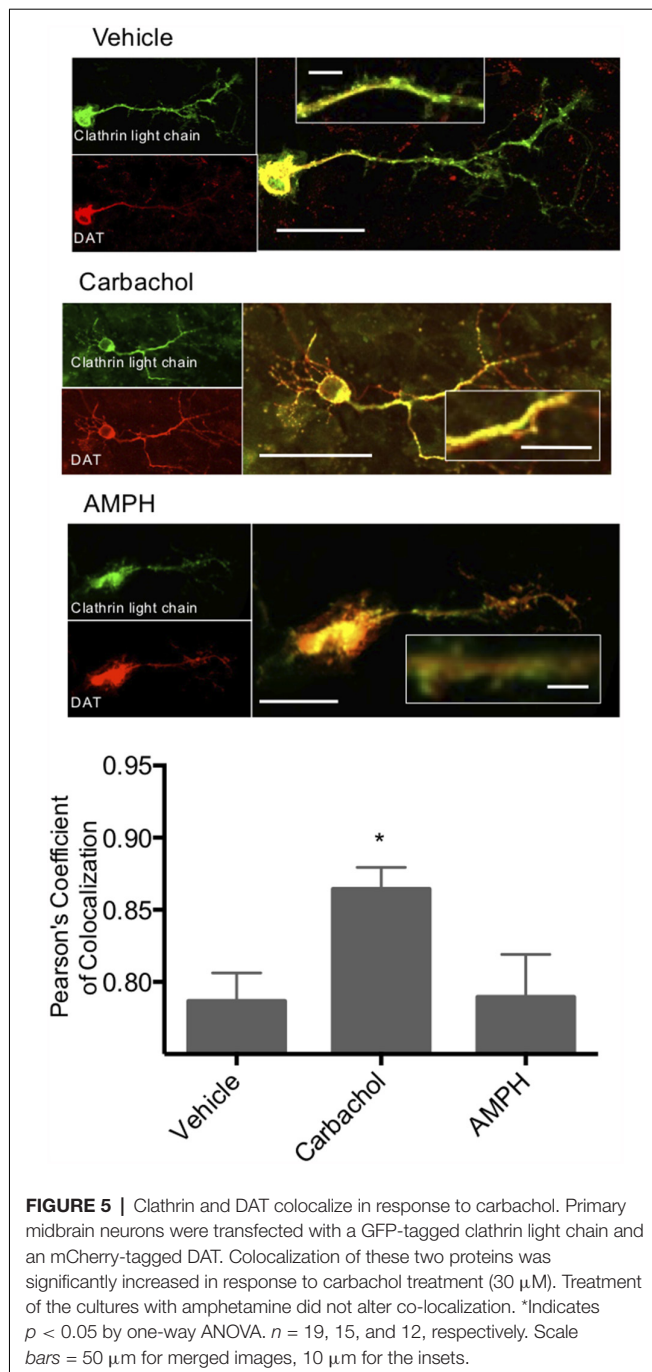 Vehicle
Clathrin light chain
DAT
Carbachol
Clathrin light chain
DAT
AMPH
Clathrin light chain
DAT
Pearson's Coefficient
of Colocalization
0.95
0.90
0.85
0.80
*
Vehicle
Carbachol
AMPH
FIGURE 5 | Clathrin and DAT colocalize in response to carbachol. Primary
midbrain neurons were transfected with a GFP-tagged clathrin light chain and
an mCherry-tagged DAT. Colocalization of these two proteins was
significantly increased in response to carbachol treatment (30 μM). Treatment
of the cultures with amphetamine did not alter co-localization. *Indicates
p < 0.05 by one-way ANOVA. n = 19, 15, and 12, respectively. Scale
bars = 50 μm for merged images, 10 μm for the insets.